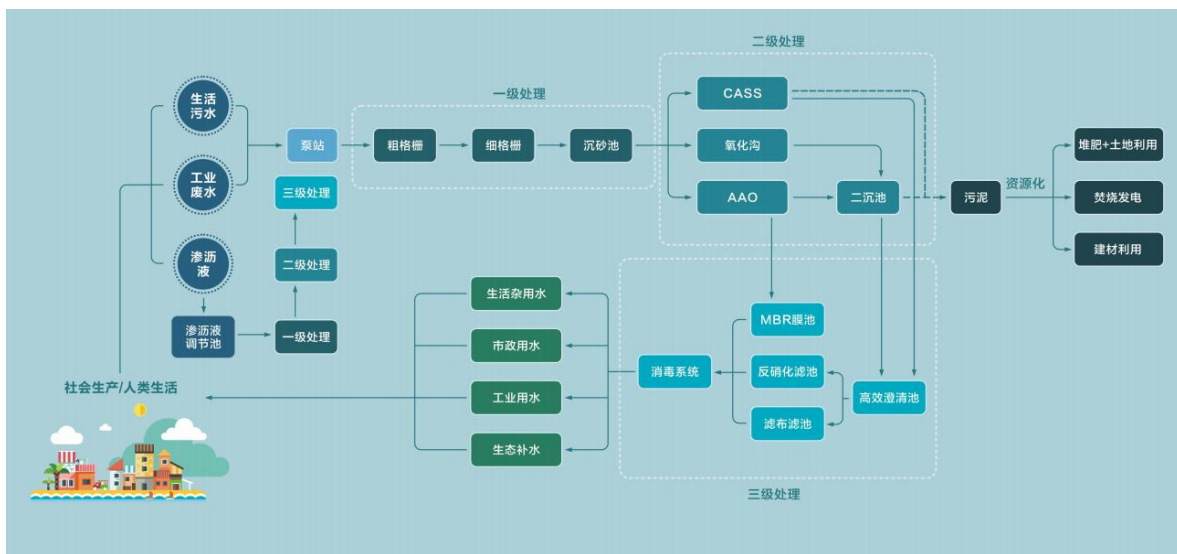 二级处理
一级处理
生活
污水
CASS
泵站
粗格栅
细格栅
沉砂池
氧化沟
堆肥+土地利用
工业
废水
三级处理
AAO
二沉池
污泥
资源化
焚烧发电
渗沥
液
二级处理
建材利用
生活杂用水
MBR膜池
渗沥液
调节池
一级处理
市政用水
消毒系统
反硝化滤池
社会生产/人类生活
工业用水
高效澄清池
滤布滤池
生态补水
三级处理